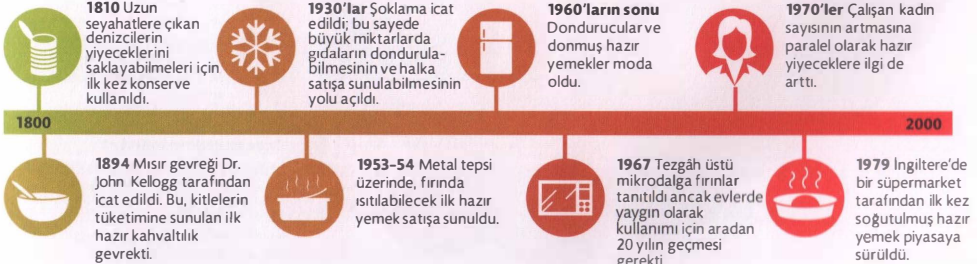 1810 Uzun
seyahatlere çıkan
denizcilerin
yiyeceklerini
saklayabilmeleri için
ilk kez konserve
kullanıldı.
1930'lar Şoklama icat
edildi; bu sayede
büyük miktarlarda
gıdaların dondurula-
bilmesinin ve halka
satışa sunulabilmesinin
yolu açıldı.
1960'ların sonu
Dondurucular ve
donmuş hazır
yemekler moda
oldu.
1970'ler Çalışan kadın
sayısının artmasına
paralel olarak hazır
yiyeceklere ilgi de
arttı.
1800
2000
1894 Mısır gevreği Dr.
John Kellogg tarafından
icat edildi. Bu, kitlelerin
tüketimine sunulan ilk
hazır kahvaltılık
gevrekti.
1953-54 Metal tepsi
üzerinde, fırında
ısıtılabilecek ilk hazır
yemek satışa sunuldu.
1967 Tezgâh üstü
mikrodalga fırınlar
tanıtıldı ancak evlerde
yaygın olarak
kullanımı için aradan
20 yılın geçmesi
gerekti.
1979 İngiltere'de
bir süpermarket
tarafından ilk kez
soğutulmuş hazır
yemek piyasaya
sürüldü.